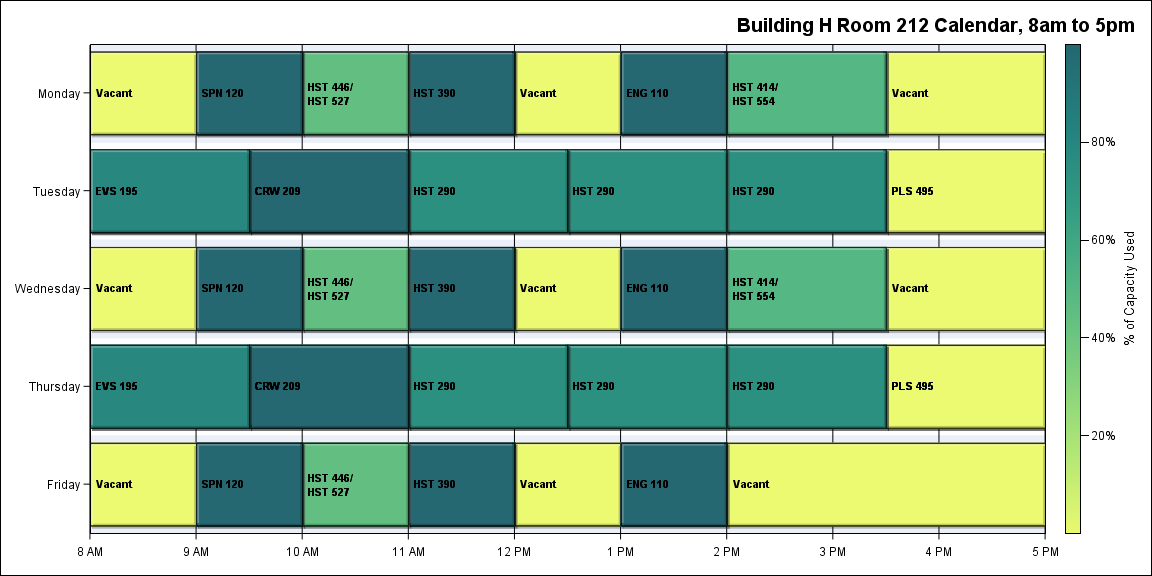 Building H Room 212 Calendar, 8am to 5pm
Monday
Vacant
SPN 120
HST 446/
HST 527
HST 390
Vacant
ENG 110
HST 414/
HST 554
Vacant
Tuesday
EVS 195
CRW 209
HST 290
HST 290
HST 290
PLS 495
Wednesday
Vacant
SPN 120
HST 446/
HST 527
HST 390
Vacant
ENG 110
HST 414/
HST 554
Vacant
Thursday
EVS 195
CRW 209
HST 290
HST 290
HST 290
PLS 495
Friday
Vacant
SPN 120
HST 446/
HST 527
HST 390
Vacant
ENG 110
Vacant
8 AM
9 AM
10 AM
11 AM
12 PM
1 PM
2 PM
3 PM
4 PM
5 PM
80%
60%
40%
20%
% of Capacity Used